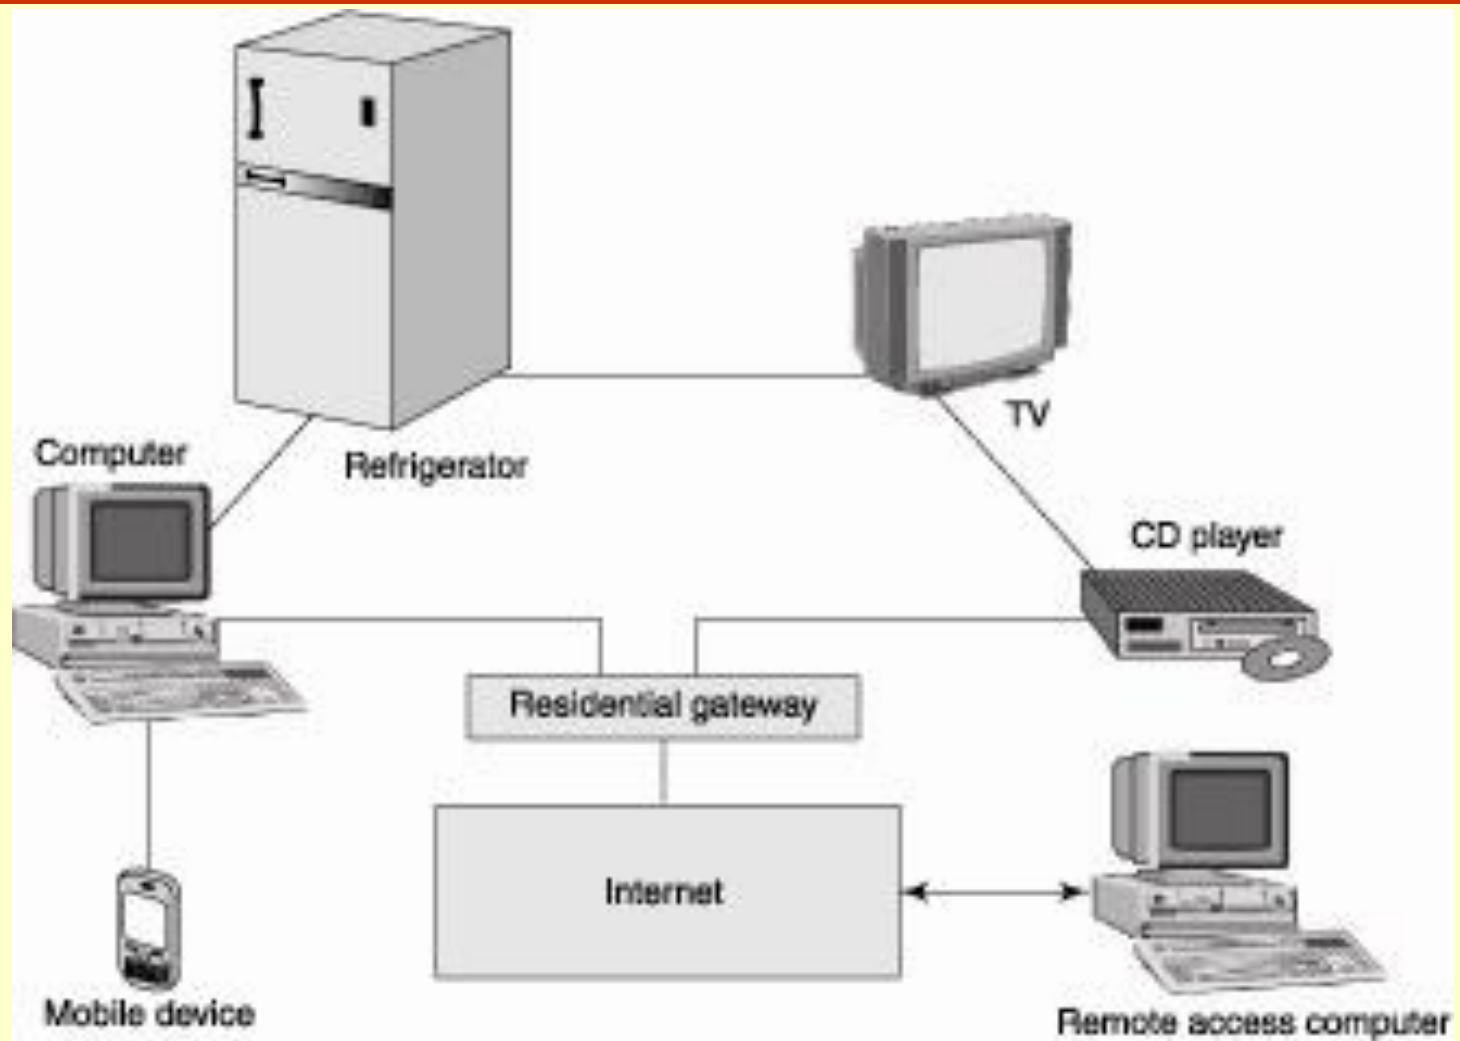 TV
Computer
Refrigerator
CD player
Residential gateway
Internet
Mobile device
Remote access computer